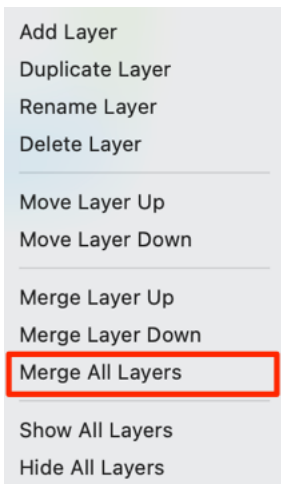 Add Layer
Duplicate Layer
Rename Layer
Delete Layer
Move Layer Up
Move Layer Down
Merge Layer Up
Merge Layer Down
Merge All Layers
Show All Layers
Hide All Layers